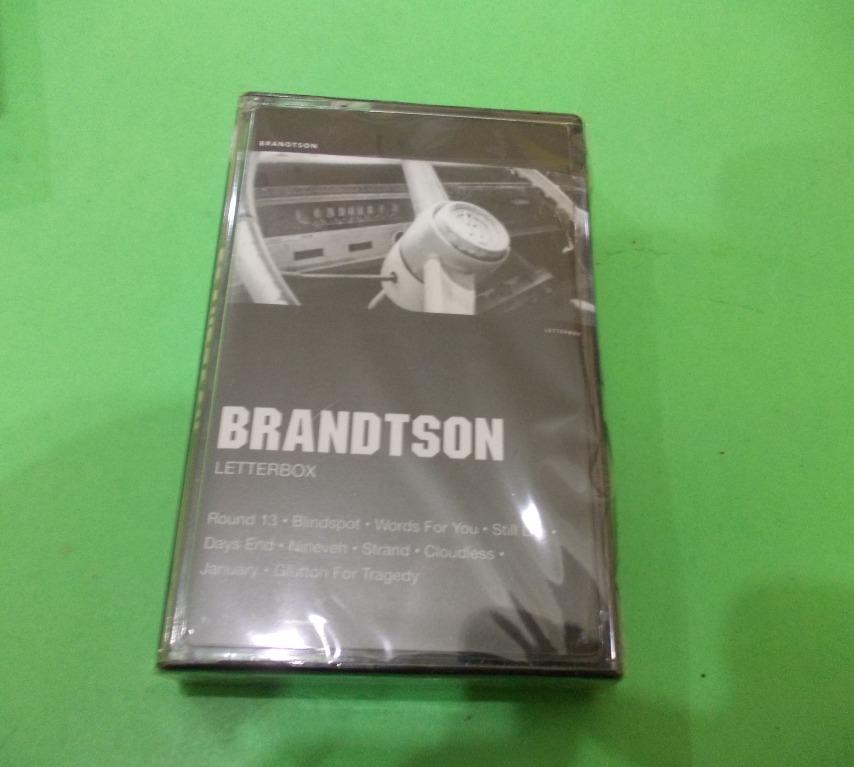 BRANDTSON
LETTERBOX
BRANDTSON
LETTERBOX
Round 13 • Blindspot • Words For You • Still
Days End • Nineveh • Strand • Cloudless •
January • Glutton For Tragedy